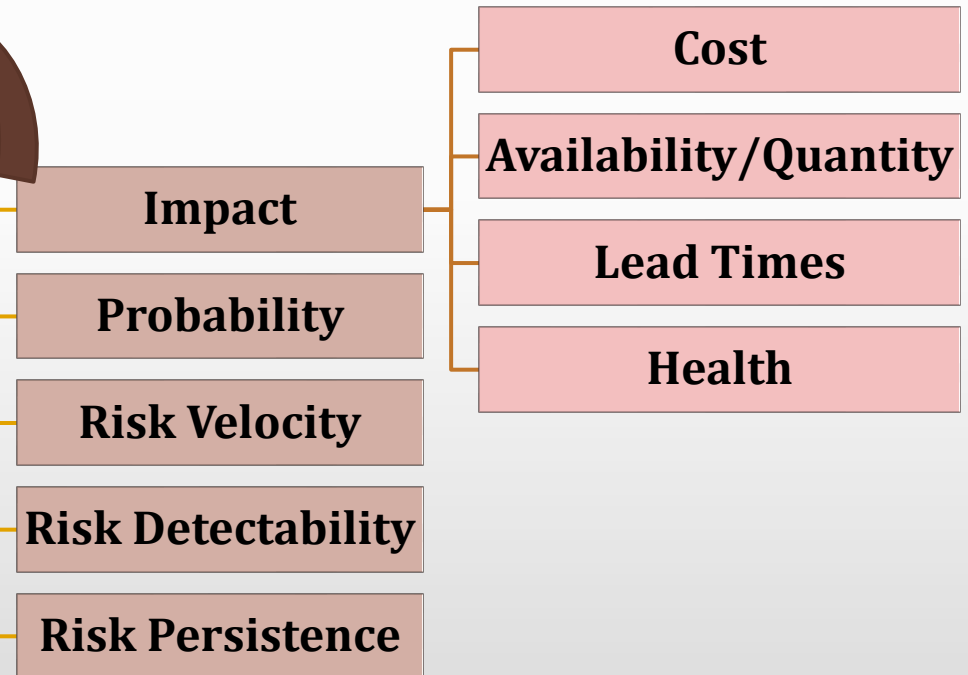 Impact
Probability
Risk Velocity
Risk Detectability
Risk Persistence
Cost
Availability/Quantity
Lead Times
Health